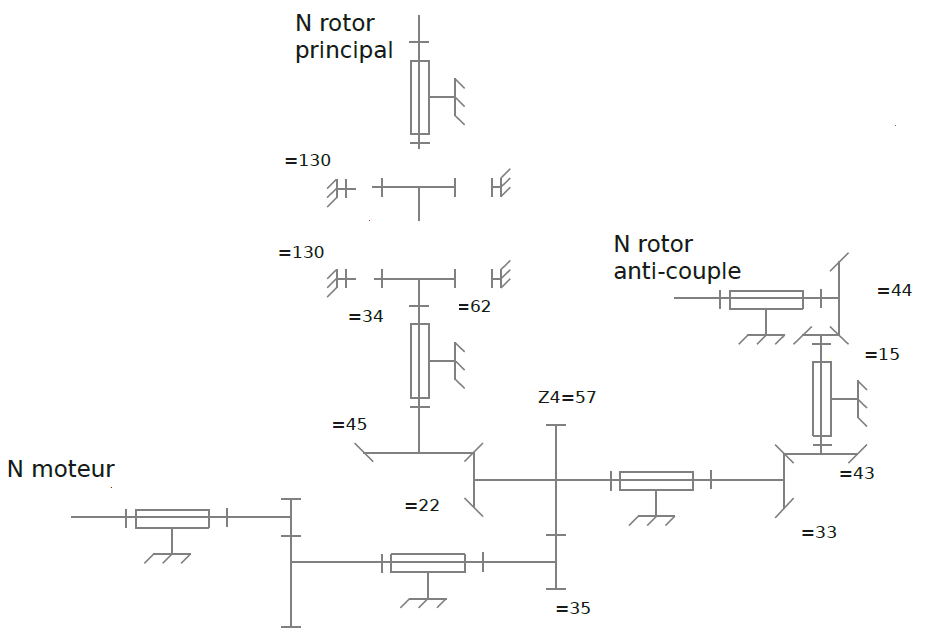 N rotor
principal
=130
N rotor
anti-couple
=130
=44
=34
=62
=15
Z4=57
=45
N moteur
=43
=22
=33
=35